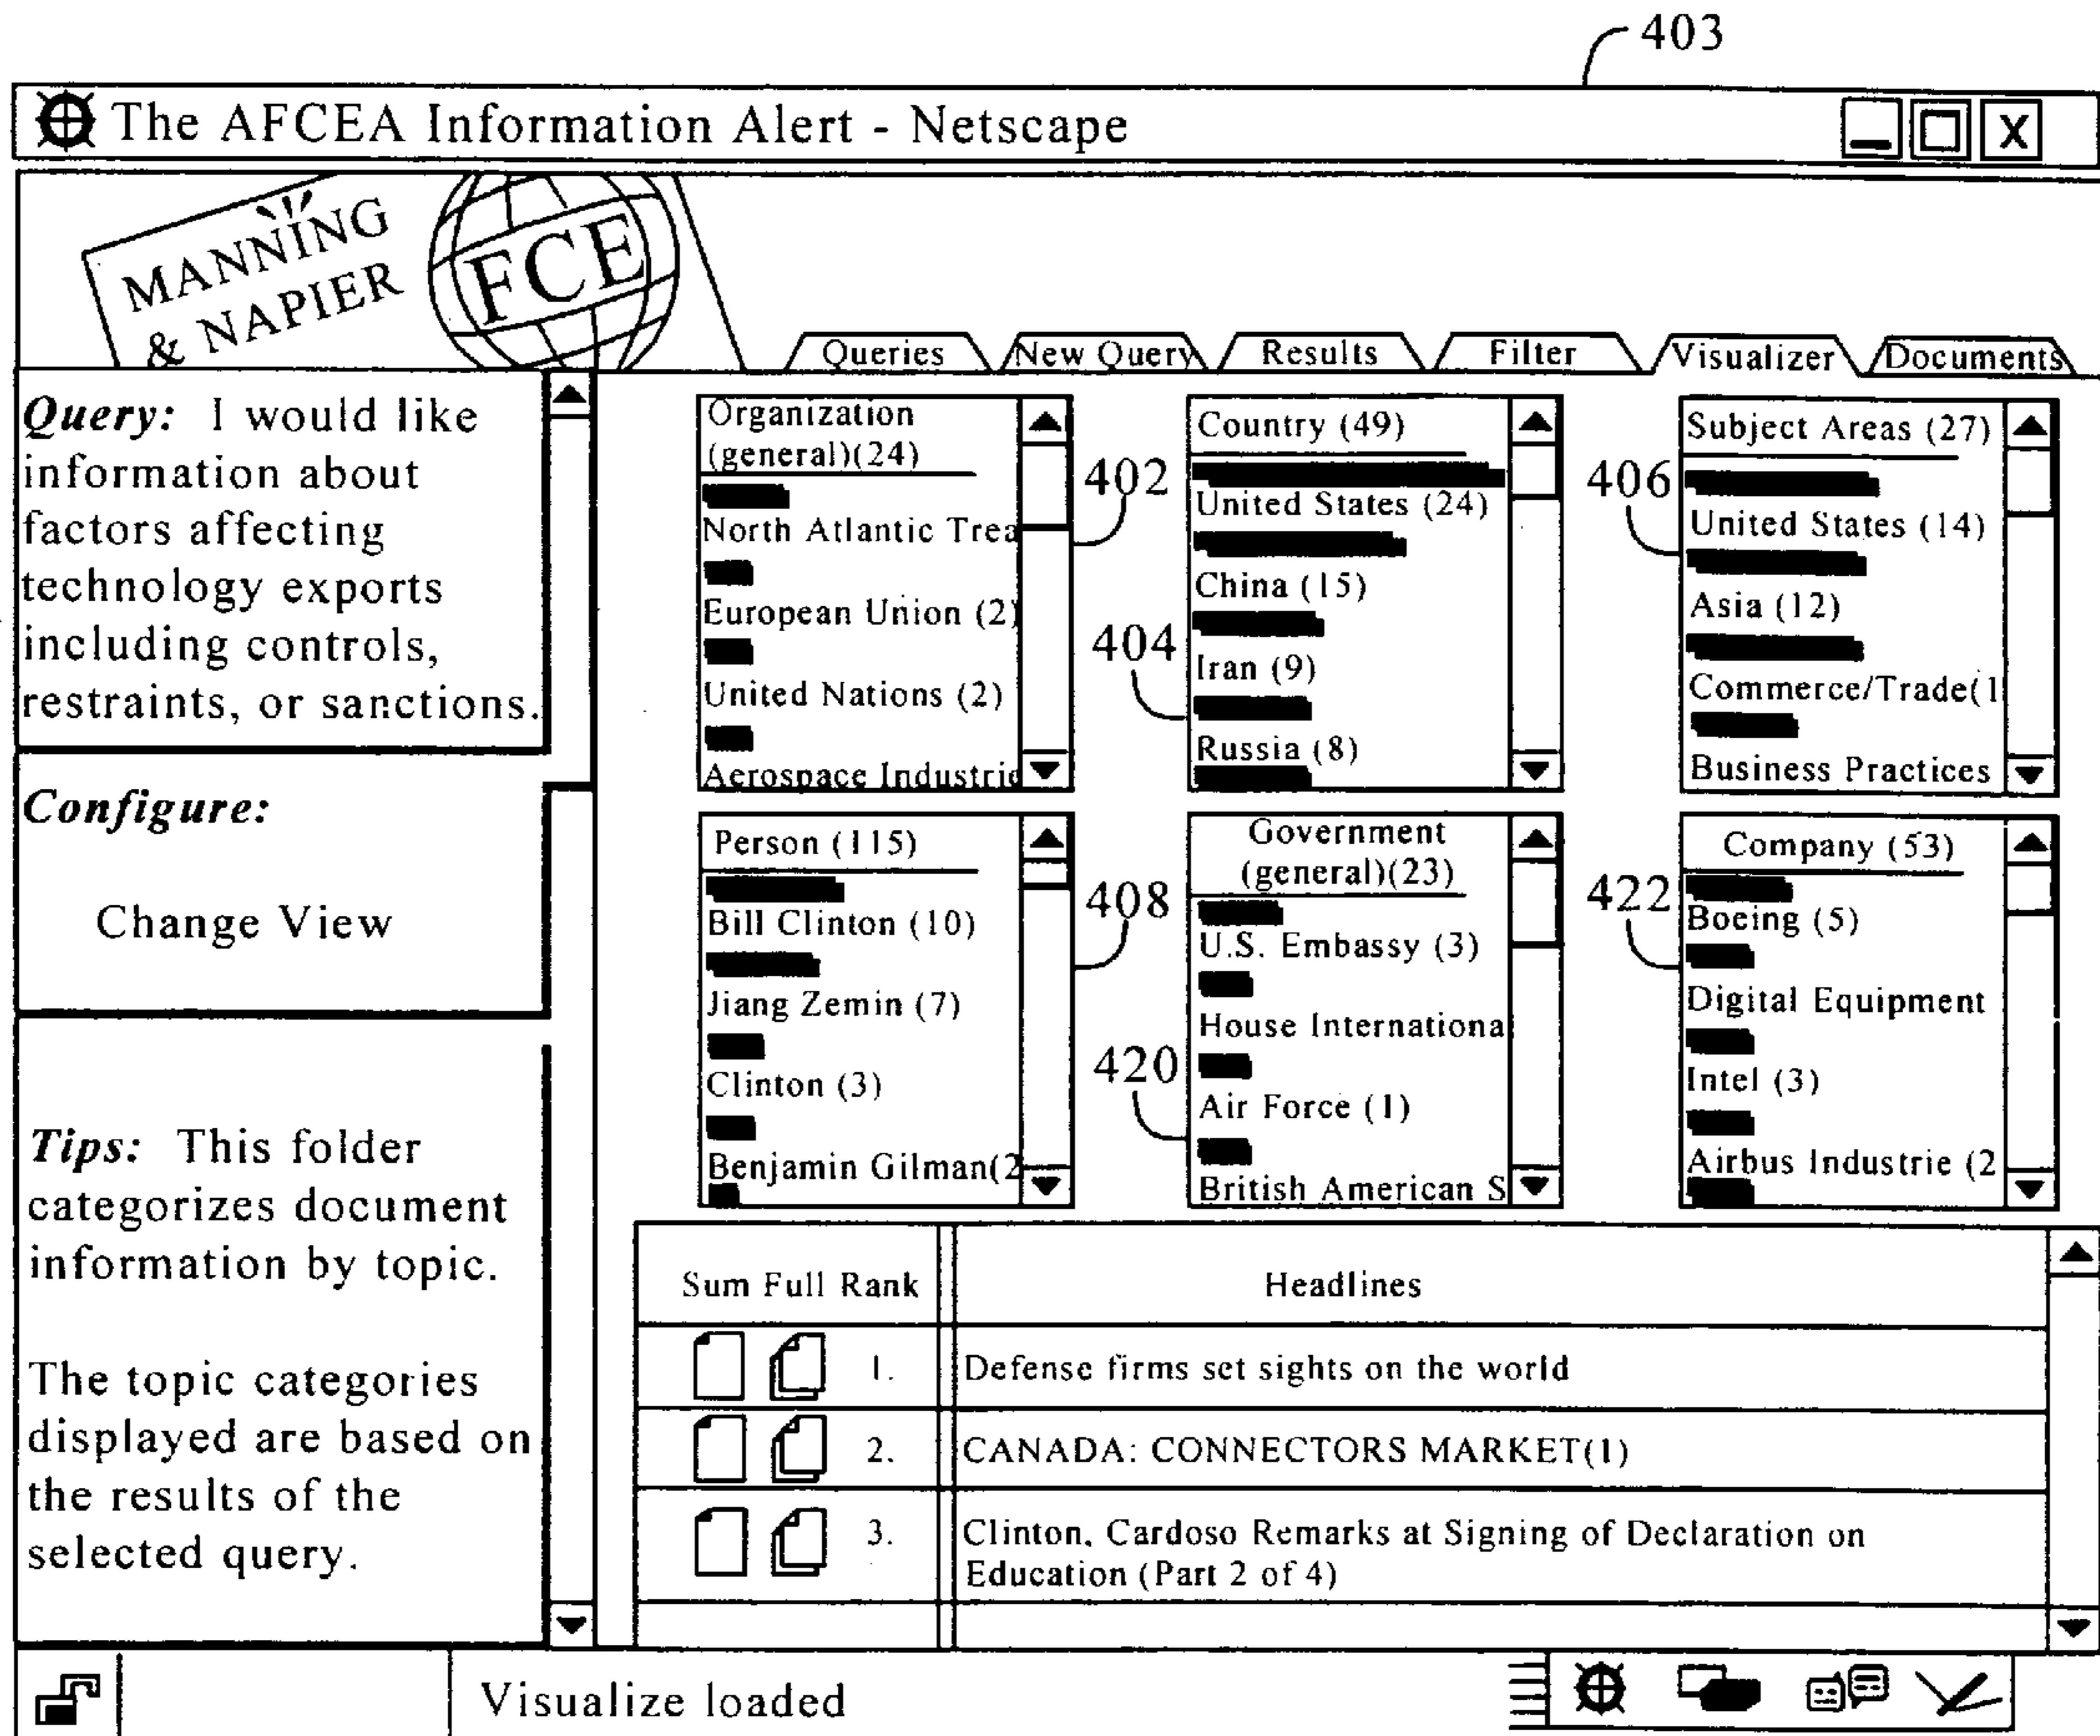 403
The AFCEA Information Alert - Netscape
X
MANNING
& NAPIER
FCE
Queries
New Query
Results
Filter
Visualizer
Documents
Query: I would like
information about
factors affecting
technology exports
including controls,
restraints, or sanctions.
Configure:
Change View
Tips: This folder
categorizes document
information by topic.
The topic categories
displayed are based on
the results of the
selected query.
Organization
(general)(24)
North Atlantic Trea
European Union (2)
United Nations (2)
Aerospace Industrie
402
Country (49)
United States (24)
China (15)
Iran (9)
Russia (8)
404
Subject Areas (27)
United States (14)
Asia (12)
Commerce/Trade(1
Business Practices
406
Person (115)
Bill Clinton (10)
Jiang Zemin (7)
Clinton (3)
Benjamin Gilman(2
408
Government
(general)(23)
U.S. Embassy (3)
House Internationa
Air Force (1)
British American S
420
Company (53)
Boeing (5)
Digital Equipment
Intel (3)
Airbus Industrie (2
422
Sum Full Rank
Headlines
1.
Defense firms set sights on the world
2.
CANADA: CONNECTORS MARKET(1)
3.
Clinton, Cardoso Remarks at Signing of Declaration on
Education (Part 2 of 4)
Visualize loaded